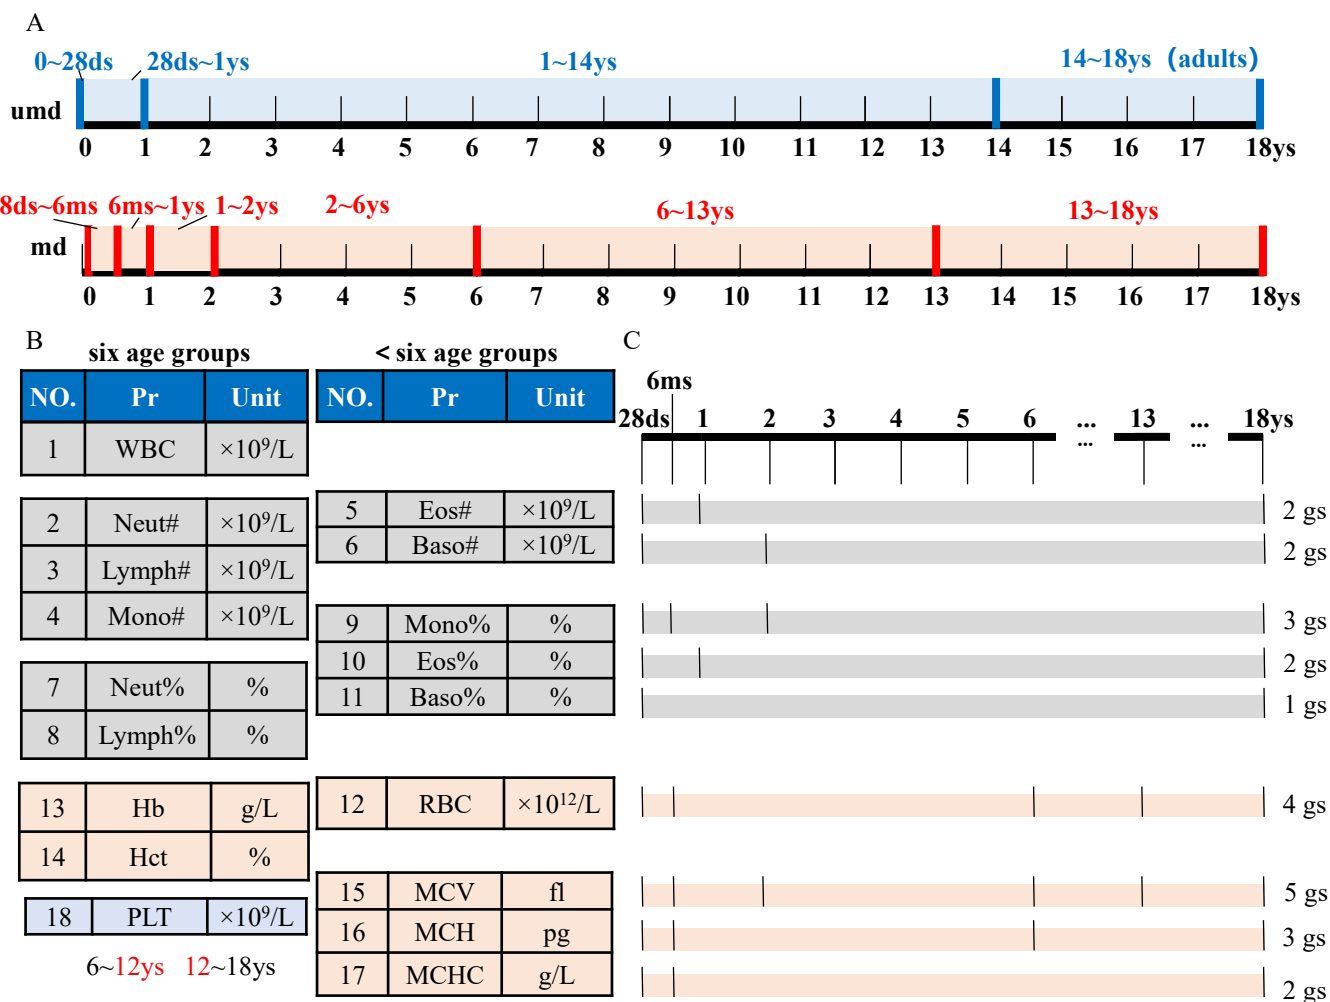 A
0~28ds 28ds~1ys 1~14ys 14~18ys (adults)
umd
0 1 2 3 4 5 6 7 8 9 10 11 12 13 14 15 16 17 18ys
8ds~6ms 6ms~1ys 1~2ys 2~6ys 6~13ys 13~18ys
md
0 1 2 3 4 5 6 7 8 9 10 11 12 13 14 15 16 17 18ys
B
six age groups
NO. Pr Unit
1 WBC ×10⁹/L
2 Neut# ×10⁹/L
3 Lymph# ×10⁹/L
4 Mono# ×10⁹/L
7 Neut% %
8 Lymph% %
13 Hb g/L
14 Hct %
18 PLT ×10⁹/L
6~12ys 12~18ys
< six age groups
NO. Pr Unit
5 Eos# ×10⁹/L
6 Baso# ×10⁹/L
9 Mono% %
10 Eos% %
11 Baso% %
12 RBC ×10¹²/L
15 MCV fl
16 MCH pg
17 MCHC g/L
C
6ms
28ds 1 2 3 4 5 6 ... 13 ... 18ys
... ...
2 gs
2 gs
3 gs
2 gs
1 gs
4 gs
5 gs
3 gs
2 gs